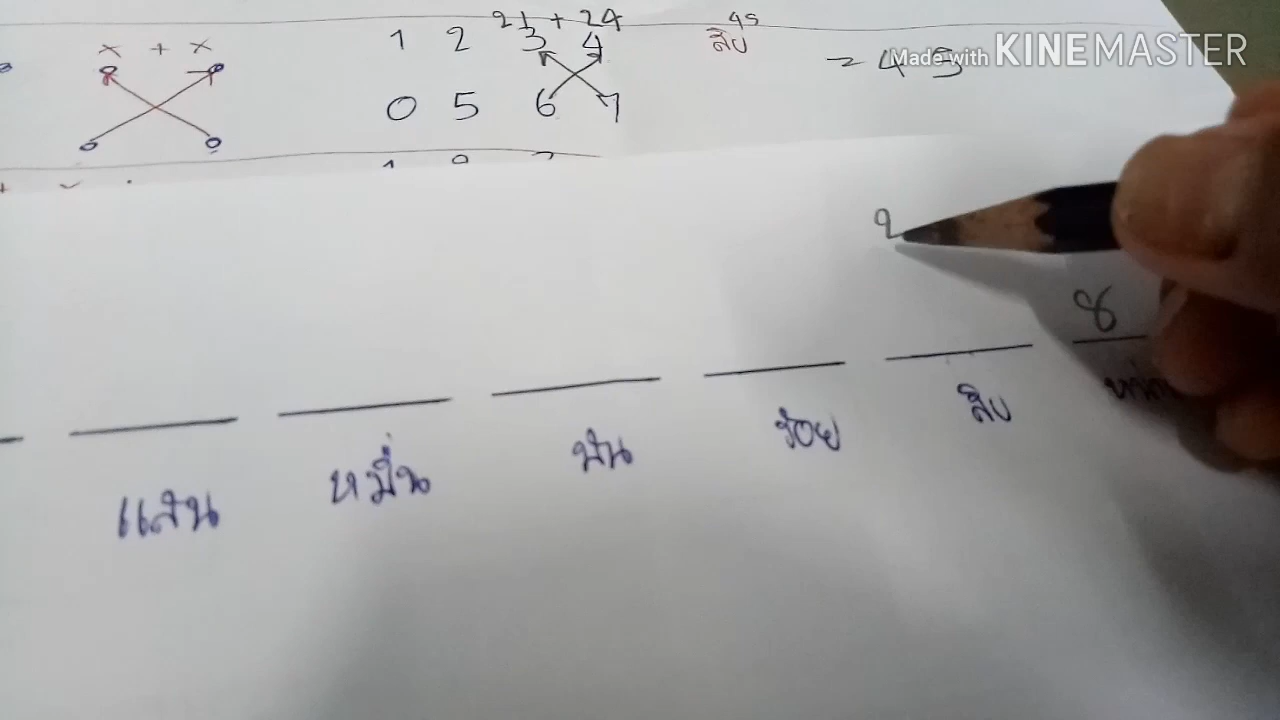 21 + 24
x + x 1 2 3 4 สิบ 45 = 45
0 5 6 7
Made with KINEMASTER
2
8
แสน หมื่น พัน ร้อย สิบ